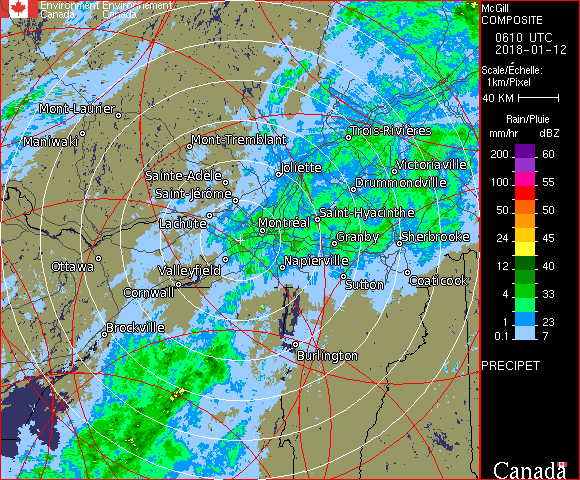 Environment Environnement
Canada Canada
McGill
COMPOSITE
0610 UTC
2018-01-12
Scale/Échelle:
1km/Pixel
40 KM
Rain/Pluie
mm/hr dBZ
200 60
100 55
50 50
24 45
12 40
4 33
1 23
0.1 7
PRECIPET
Mont-Laurier
Maniwaki
Mont-Tremblant
Trois-Rivières
Sainte-Adele
Joliette
Victoriaville
Saint-Jérôme
Drummondville
Lachute
Saint-Hyacinthe
Montréal
Granby
Sherbrooke
Ottawa
Valleyfield
Napierville
Cornwall
Sutton
Coaticook
Brockville
Burlington
Canada